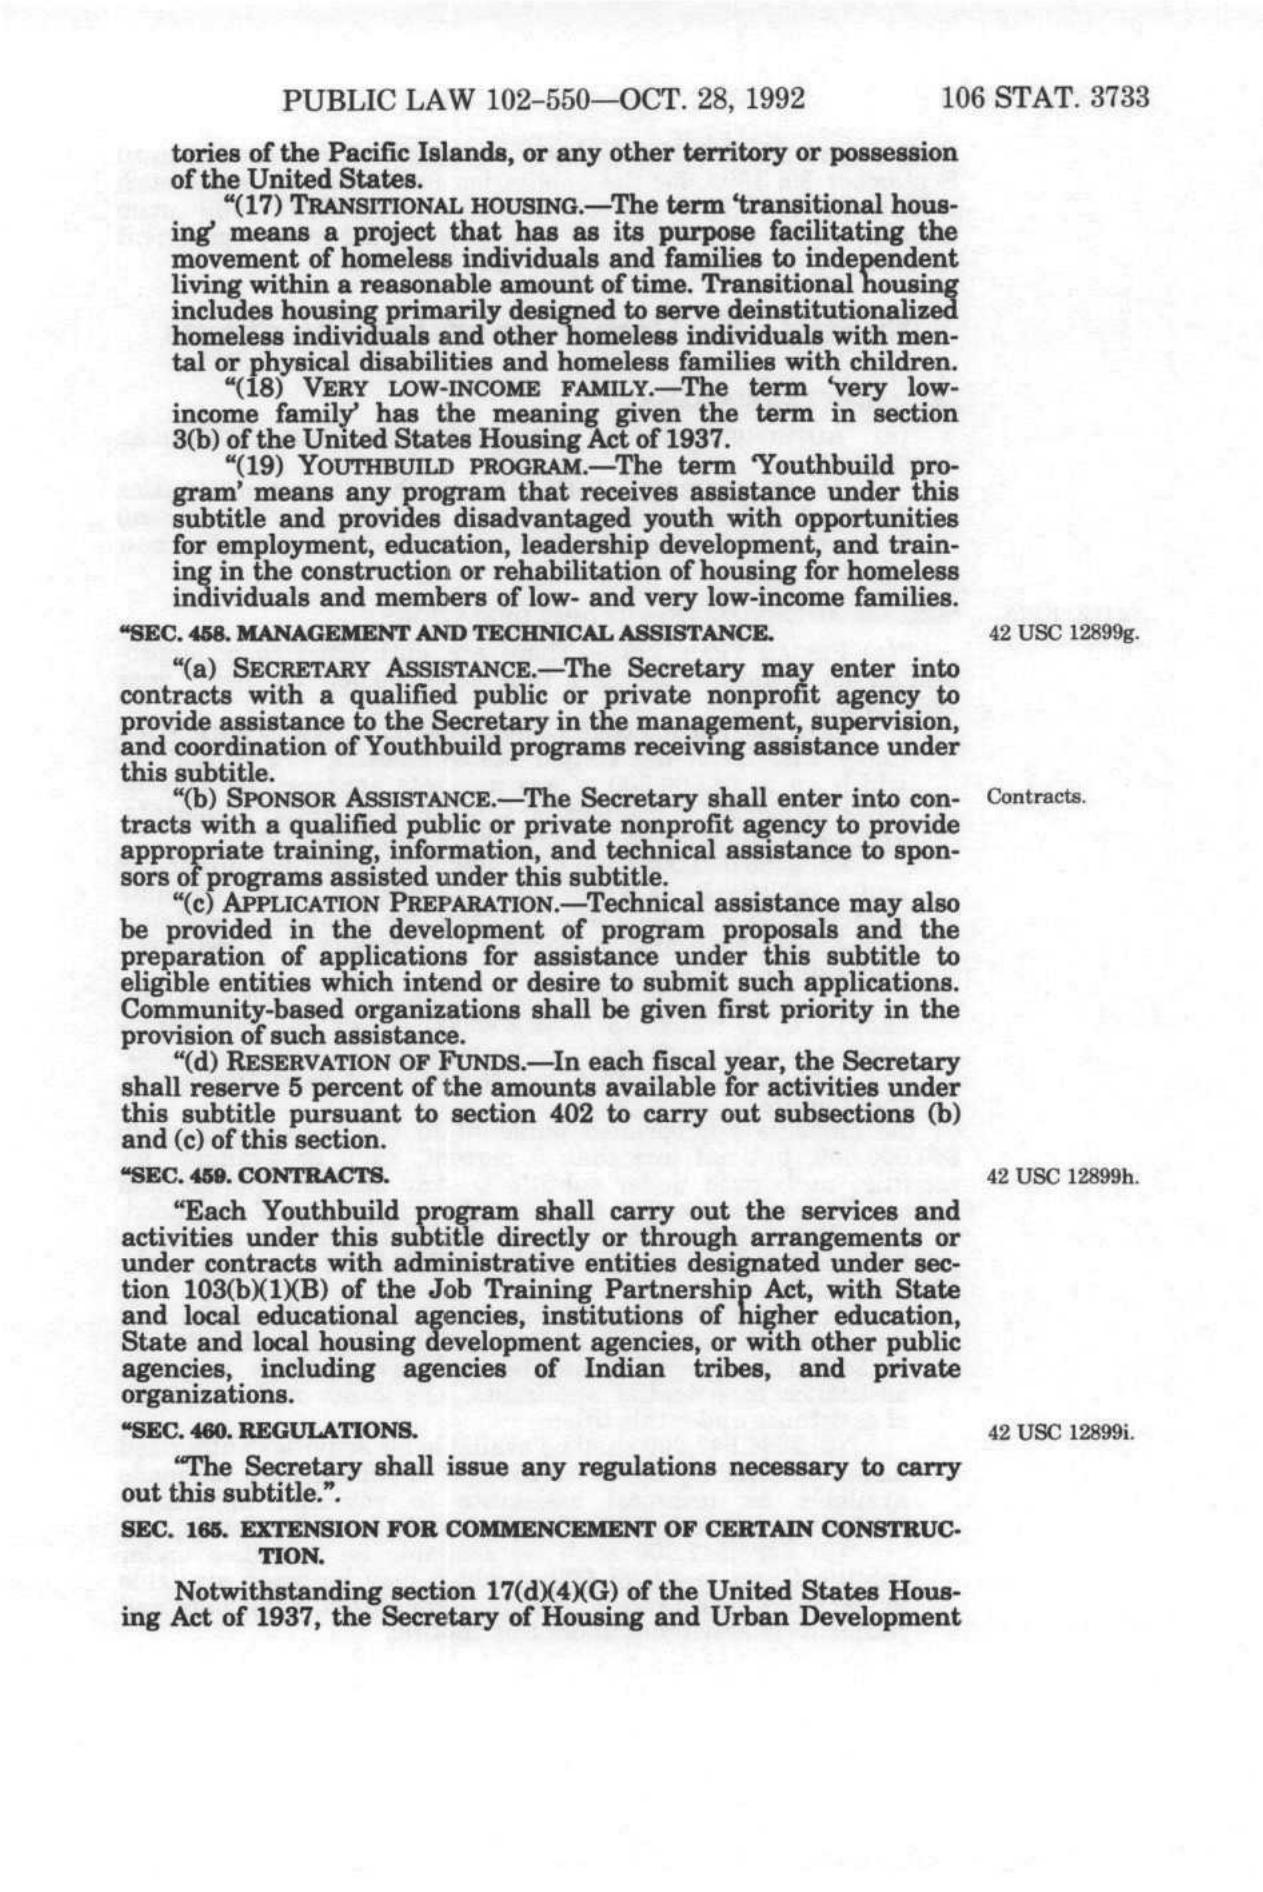 PUBLIC LAW 102–550—OCT. 28, 1992 106 STAT. 3733
tories of the Pacific Islands, or any other territory or possession
of the United States.
“(17) TRANSITIONAL HOUSING.—The term ‘transitional hous-
ing’ means a project that has as its purpose facilitating the
movement of homeless individuals and families to independent
living within a reasonable amount of time. Transitional housing
includes housing primarily designed to serve deinstitutionalized
homeless individuals and other homeless individuals with men-
tal or physical disabilities and homeless families with children.
“(18) VERY LOW-INCOME FAMILY.—The term ‘very low-
income family’ has the meaning given the term in section
3(b) of the United States Housing Act of 1937.
“(19) YOUTHBUILD PROGRAM.—The term ‘Youthbuild pro-
gram’ means any program that receives assistance under this
subtitle and provides disadvantaged youth with opportunities
for employment, education, leadership development, and train-
ing in the construction or rehabilitation of housing for homeless
individuals and members of low- and very low-income families.
“SEC. 458. MANAGEMENT AND TECHNICAL ASSISTANCE. 42 USC 12899g.
“(a) SECRETARY ASSISTANCE.—The Secretary may enter into
contracts with a qualified public or private nonprofit agency to
provide assistance to the Secretary in the management, supervision,
and coordination of Youthbuild programs receiving assistance under
this subtitle.
“(b) SPONSOR ASSISTANCE.—The Secretary shall enter into con- Contracts.
tracts with a qualified public or private nonprofit agency to provide
appropriate training, information, and technical assistance to spon-
sors of programs assisted under this subtitle.
“(c) APPLICATION PREPARATION.—Technical assistance may also
be provided in the development of program proposals and the
preparation of applications for assistance under this subtitle to
eligible entities which intend or desire to submit such applications.
Community-based organizations shall be given first priority in the
provision of such assistance.
“(d) RESERVATION OF FUNDS.—In each fiscal year, the Secretary
shall reserve 5 percent of the amounts available for activities under
this subtitle pursuant to section 402 to carry out subsections (b)
and (c) of this section.
“SEC. 459. CONTRACTS. 42 USC 12899h.
“Each Youthbuild program shall carry out the services and
activities under this subtitle directly or through arrangements or
under contracts with administrative entities designated under sec-
tion 103(b)(1)(B) of the Job Training Partnership Act, with State
and local educational agencies, institutions of higher education,
State and local housing development agencies, or with other public
agencies, including agencies of Indian tribes, and private
organizations.
“SEC. 460. REGULATIONS. 42 USC 12899i.
“The Secretary shall issue any regulations necessary to carry
out this subtitle.”.
SEC. 165. EXTENSION FOR COMMENCEMENT OF CERTAIN CONSTRUC-
TION.
Notwithstanding section 17(d)(4)(G) of the United States Hous-
ing Act of 1937, the Secretary of Housing and Urban Development